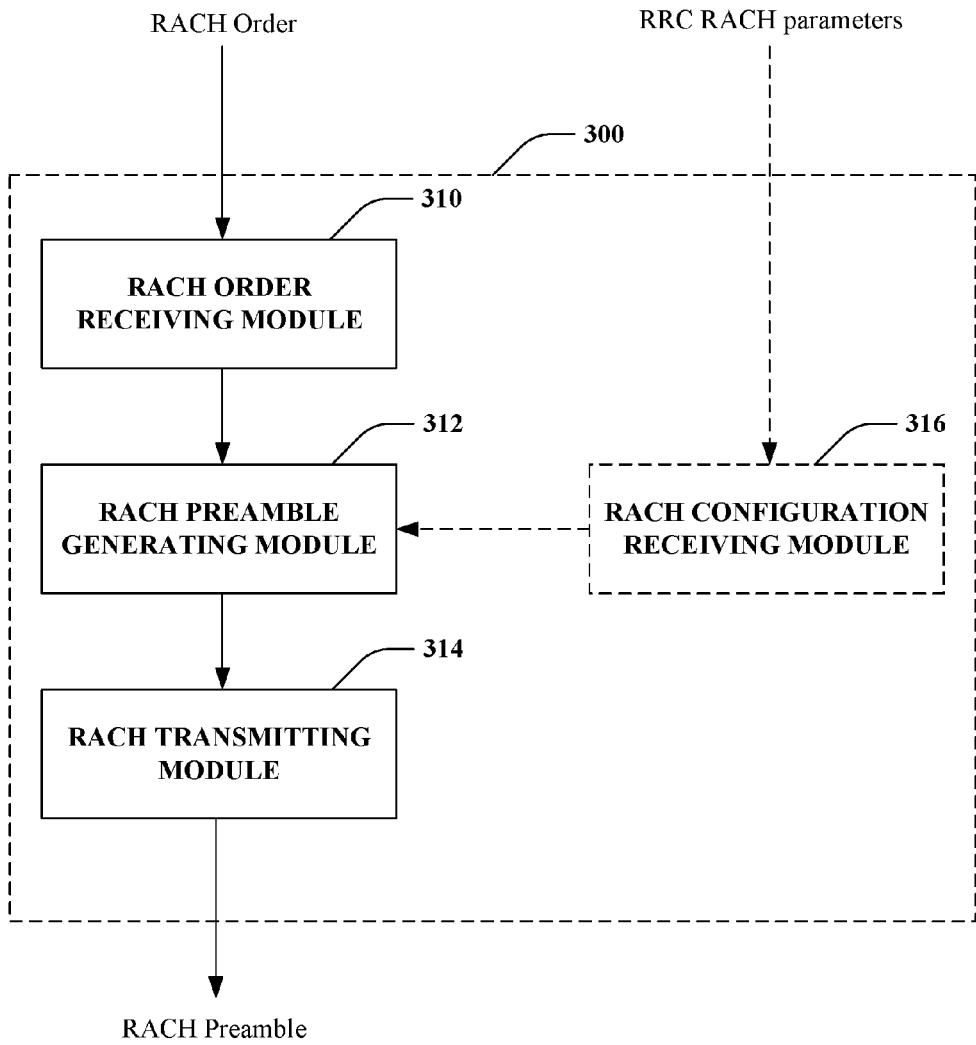 RACH Order
RRC RACH parameters
300
310
RACH ORDER
RECEIVING MODULE
312
316
RACH PREAMBLE
GENERATING MODULE
RACH CONFIGURATION
RECEIVING MODULE
314
RACH TRANSMITTING
MODULE
RACH Preamble